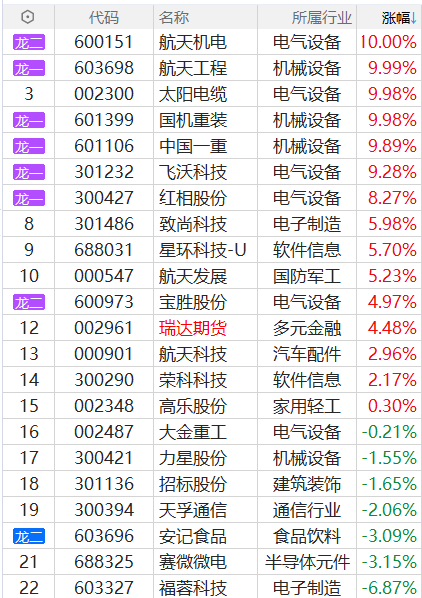 代码 名称 所属行业 涨幅↓
龙二 600151 航天机电 电气设备 10.00%
龙一 603698 航天工程 机械设备 9.99%
3 002300 太阳电缆 电气设备 9.98%
龙一 601399 国机重装 机械设备 9.98%
龙一 601106 中国一重 机械设备 9.89%
龙一 301232 飞沃科技 电气设备 9.28%
龙一 300427 红相股份 电气设备 8.27%
8 301486 致尚科技 电子制造 5.98%
9 688031 星环科技-U 软件信息 5.70%
10 000547 航天发展 国防军工 5.23%
龙二 600973 宝胜股份 电气设备 4.97%
12 002961 瑞达期货 多元金融 4.48%
13 000901 航天科技 汽车配件 2.96%
14 300290 荣科科技 软件信息 2.17%
15 002348 高乐股份 家用轻工 0.30%
16 002487 大金重工 电气设备 -0.21%
17 300421 力星股份 机械设备 -1.55%
18 301136 招标股份 建筑装饰 -1.65%
19 300394 天孚通信 通信行业 -2.06%
龙二 603696 安记食品 食品饮料 -3.09%
21 688325 赛微微电 半导体元件 -3.15%
22 603327 福蓉科技 电子制造 -6.87%